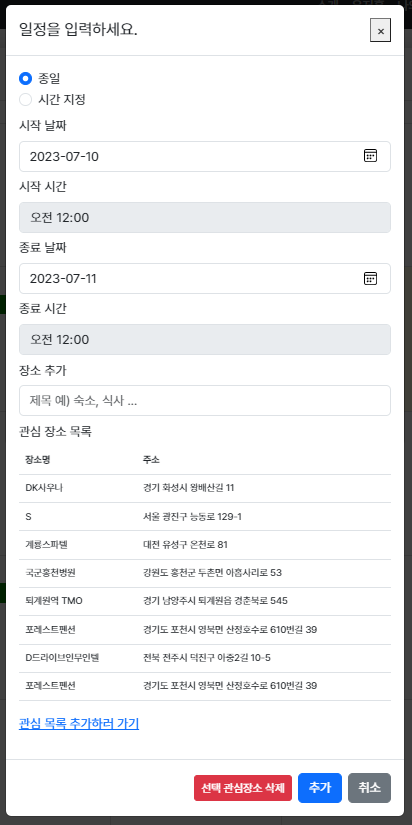 일정을 입력하세요.
×
종일
시간 지정
시작 날짜
2023-07-10
시작 시간
오전 12:00
종료 날짜
2023-07-11
종료 시간
오전 12:00
장소 추가
제목 예) 숙소, 식사 ...
관심 장소 목록
장소명 주소
DK사우나 경기 화성시 왕배산길 11
S 서울 광진구 능동로 129-1
계룡스파텔 대전 유성구 온천로 81
국군홍천병원 강원도 홍천군 두촌면 아홉사리로 53
퇴계원역 TMO 경기 남양주시 퇴계원읍 경춘북로 545
포레스트펜션 경기도 포천시 영북면 산정호수로 610번길 39
D드라이브인무인텔 전북 전주시 덕진구 아중2길 10-5
포레스트펜션 경기도 포천시 영북면 산정호수로 610번길 39
관심 목록 추가하러 가기
선택 관심장소 삭제 추가 취소